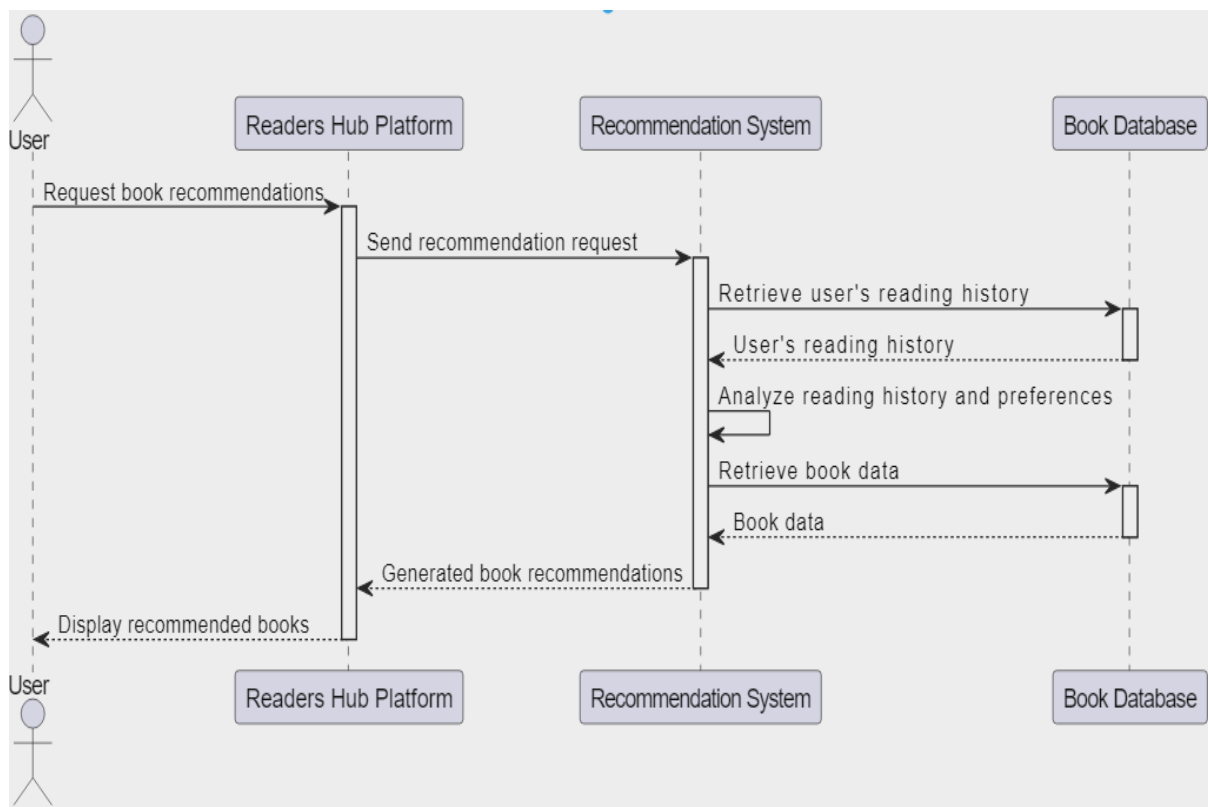 User
Readers Hub Platform
Recommendation System
Book Database
Request book recommendations
Send recommendation request
Retrieve user's reading history
User's reading history
Analyze reading history and preferences
Retrieve book data
Book data
Generated book recommendations
Display recommended books
User
Readers Hub Platform
Recommendation System
Book Database